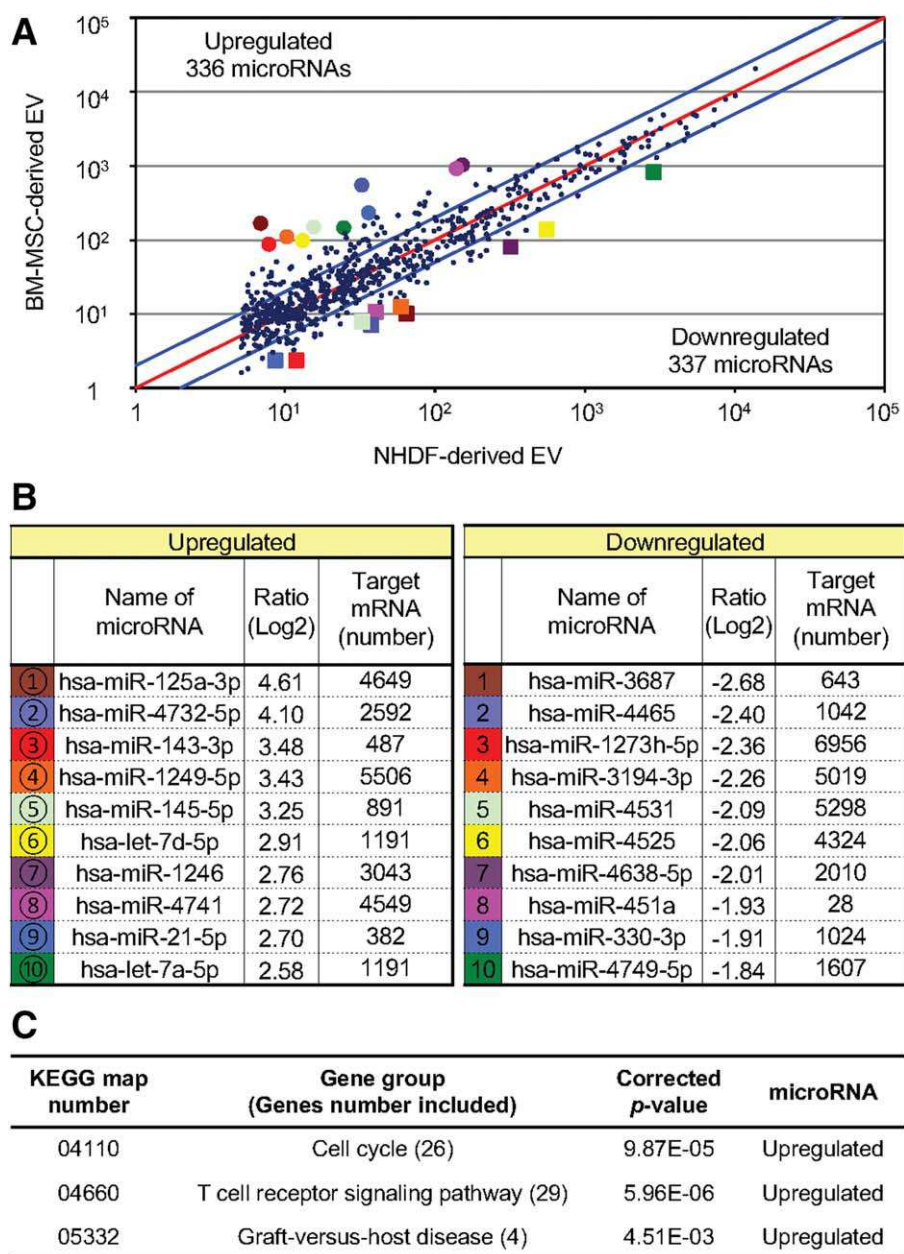 A
Upregulated
336 microRNAs
BM-MSC-derived EV
10⁵
10⁴
10³
10²
10¹
1
Downregulated
337 microRNAs
1 10¹ 10² 10³ 10⁴ 10⁵
NHDF-derived EV
B
Upregulated
Name of microRNA Ratio (Log2) Target mRNA (number)
① hsa-miR-125a-3p 4.61 4649
② hsa-miR-4732-5p 4.10 2592
③ hsa-miR-143-3p 3.48 487
④ hsa-miR-1249-5p 3.43 5506
⑤ hsa-miR-145-5p 3.25 891
⑥ hsa-let-7d-5p 2.91 1191
⑦ hsa-miR-1246 2.76 3043
⑧ hsa-miR-4741 2.72 4549
⑨ hsa-miR-21-5p 2.70 382
⑩ hsa-let-7a-5p 2.58 1191
Downregulated
Name of microRNA Ratio (Log2) Target mRNA (number)
1 hsa-miR-3687 -2.68 643
2 hsa-miR-4465 -2.40 1042
3 hsa-miR-1273h-5p -2.36 6956
4 hsa-miR-3194-3p -2.26 5019
5 hsa-miR-4531 -2.09 5298
6 hsa-miR-4525 -2.06 4324
7 hsa-miR-4638-5p -2.01 2010
8 hsa-miR-451a -1.93 28
9 hsa-miR-330-3p -1.91 1024
10 hsa-miR-4749-5p -1.84 1607
C
KEGG map number Gene group (Genes number included) Corrected p-value microRNA
04110 Cell cycle (26) 9.87E-05 Upregulated
04660 T cell receptor signaling pathway (29) 5.96E-06 Upregulated
05332 Graft-versus-host disease (4) 4.51E-03 Upregulated